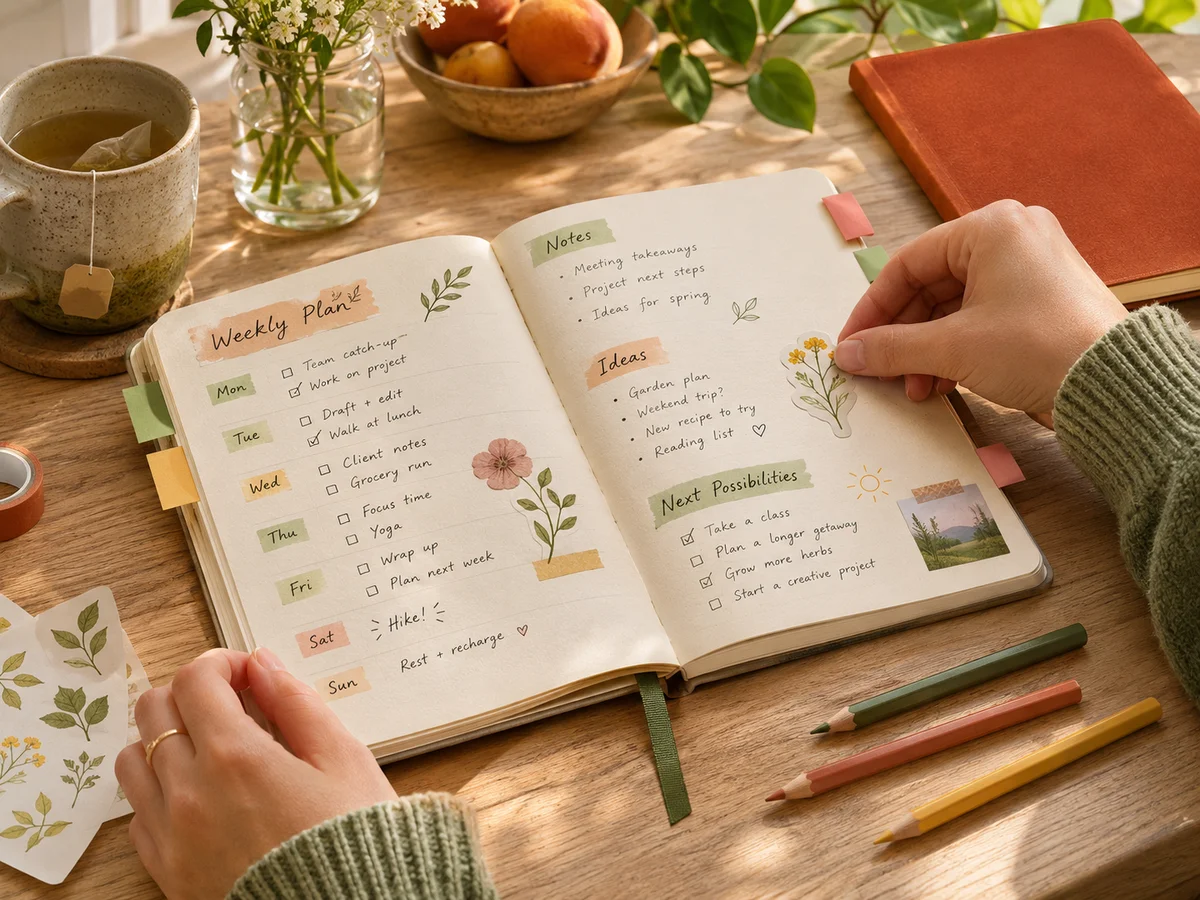 Weekly Plan
Mon
Team catch-up
Work on project
Tue
Draft + edit
Walk at lunch
Wed
Client notes
Grocery run
Thu
Focus time
Yoga
Fri
Wrap up
Plan next week
Sat
Hike!
Sun
Rest + recharge
Notes
Meeting takeaways
Project next steps
Ideas for spring
Ideas
Garden plan
Weekend trip?
New recipe to try
Reading list
Next Possibilities
Take a class
Plan a longer getaway
Grow more herbs
Start a creative project